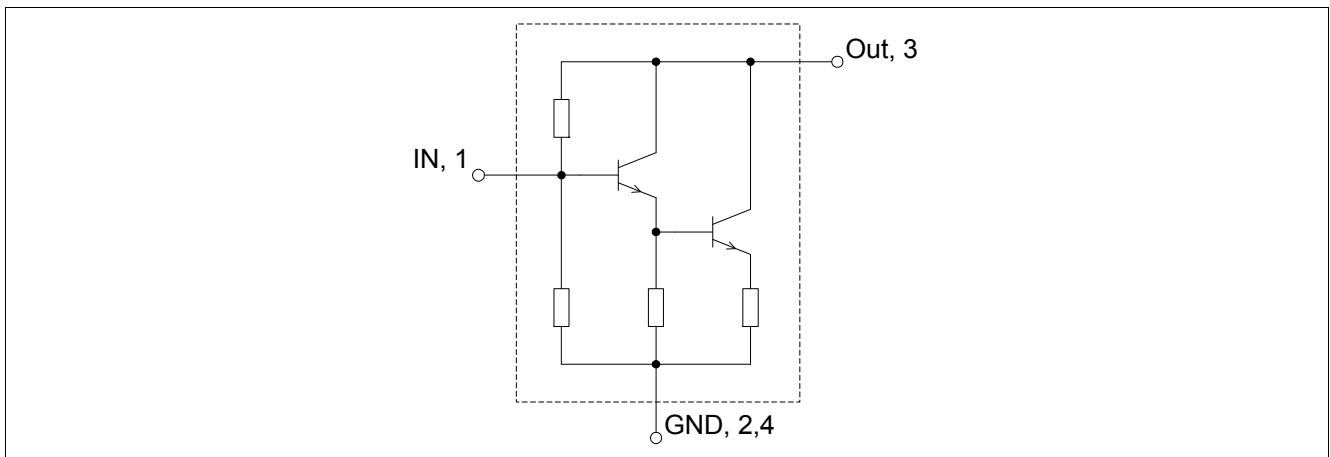 Out, 3
IN, 1
GND, 2,4